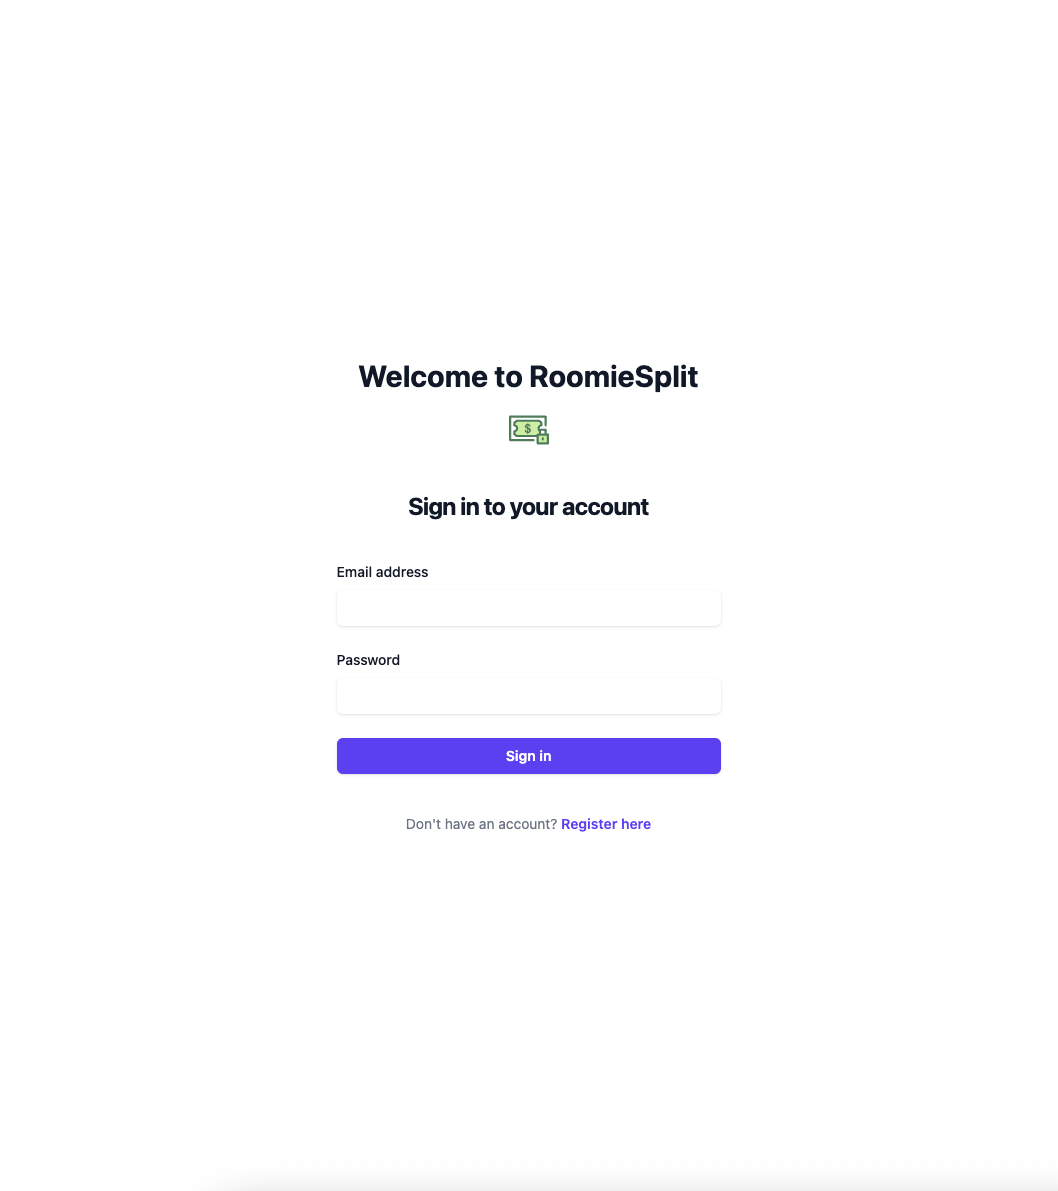 Welcome to RoomieSplit
$
Sign in to your account
Email address
Password
Sign in
Don't have an account? Register here